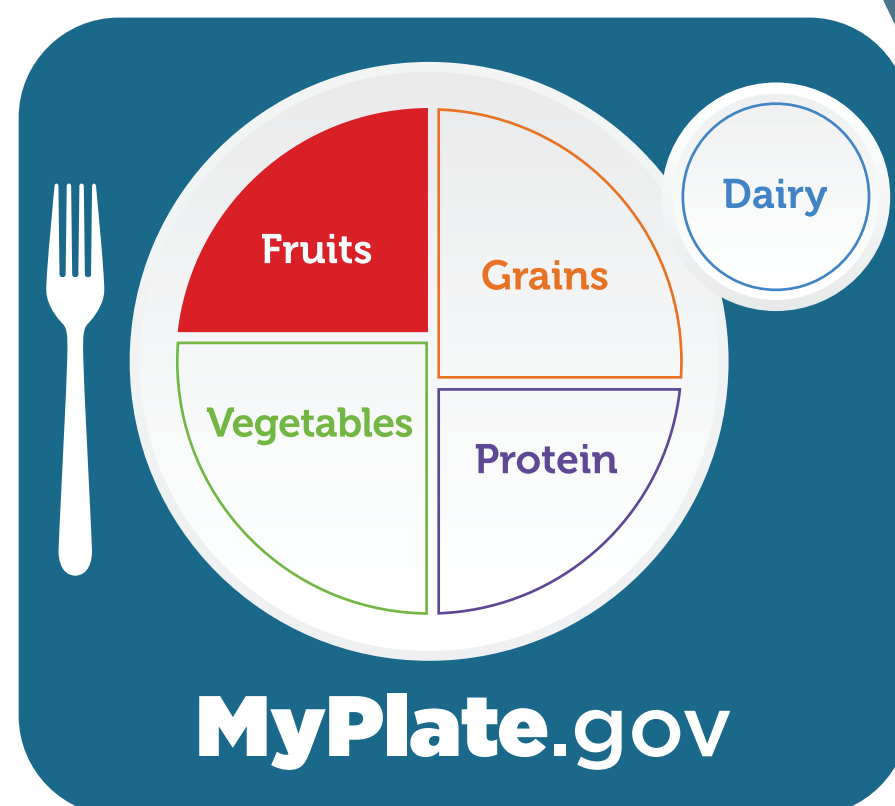 Fruits
Grains
Dairy
Vegetables
Protein
MyPlate.gov